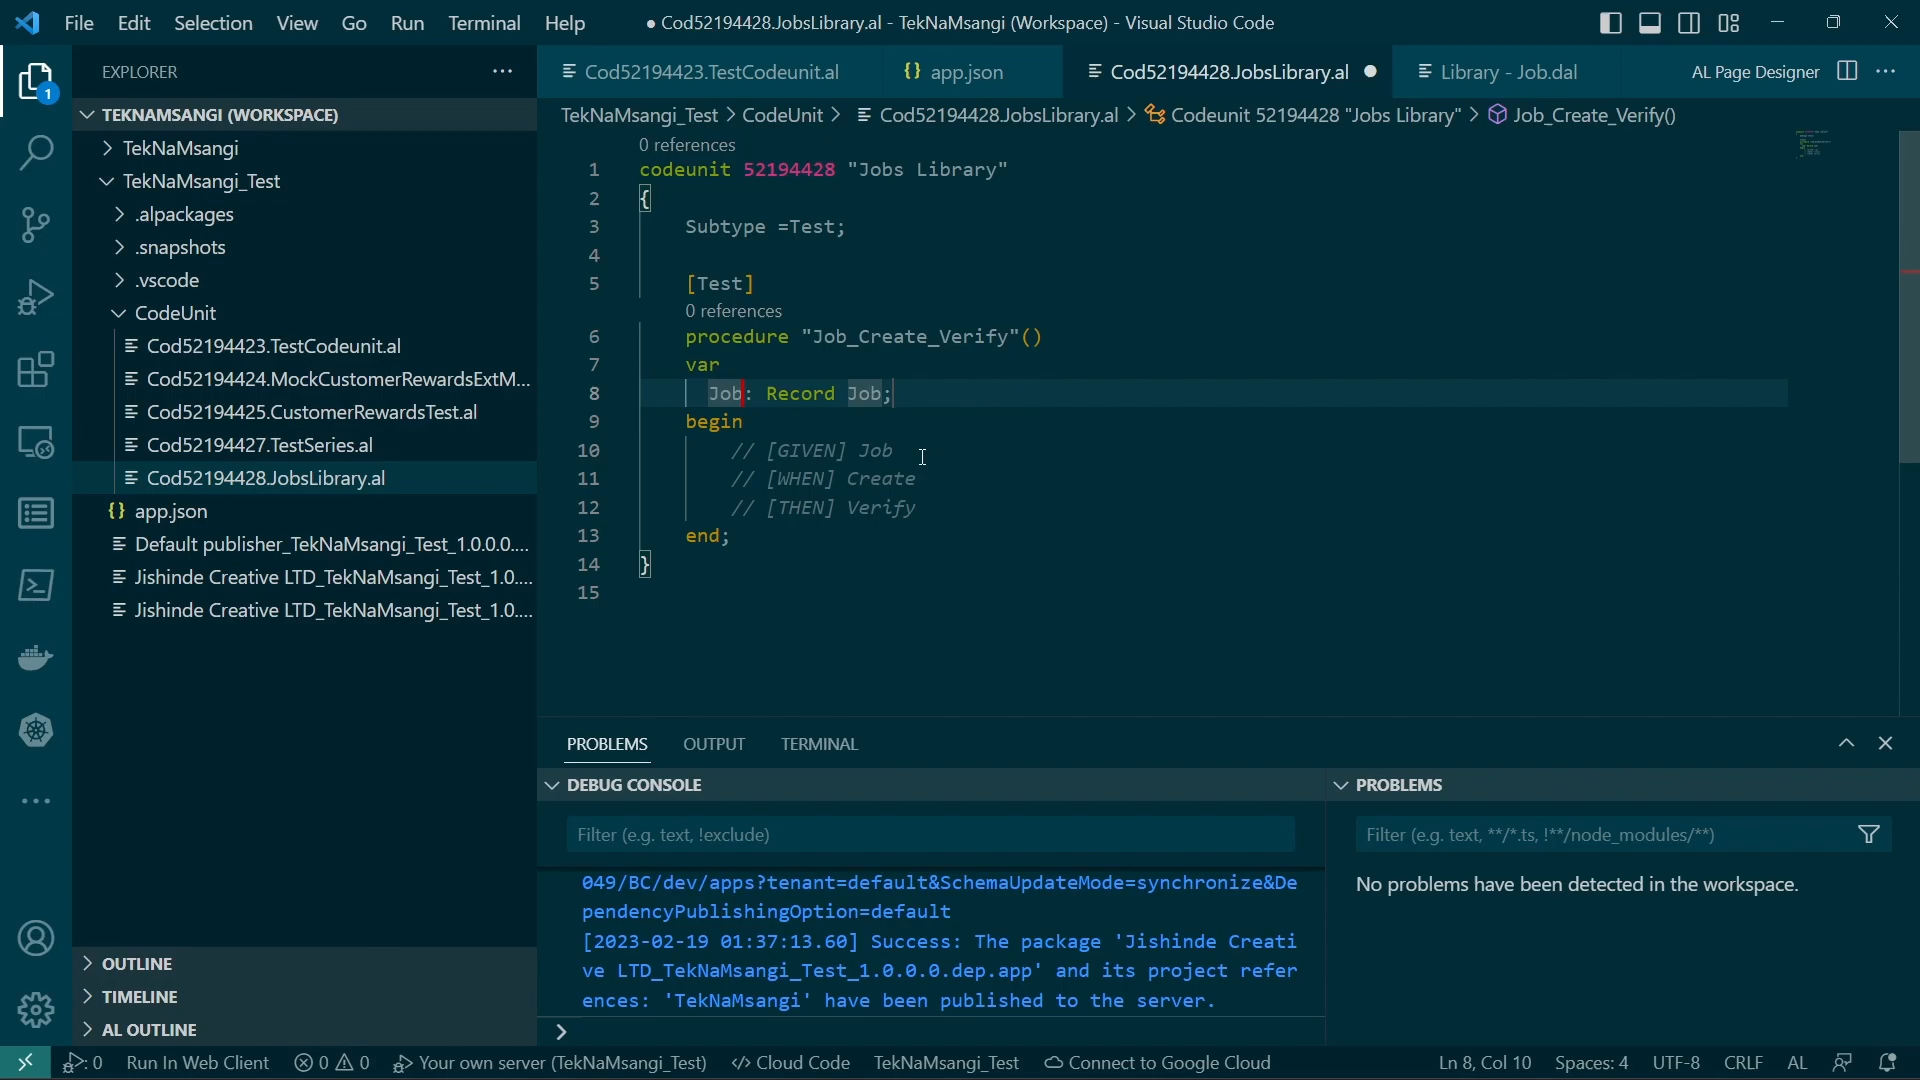 File Edit Selection View Go Run Terminal Help ● Cod52194428.JobsLibrary.al - TekNaMsangi (Workspace) - Visual Studio Code
EXPLORER
1
TEKNAMSANGI (WORKSPACE)
TekNaMsangi
TekNaMsangi_Test
.alpackages
.snapshots
.vscode
CodeUnit
Cod52194423.TestCodeunit.al
Cod52194424.MockCustomerRewardsExtM...
Cod52194425.CustomerRewardsTest.al
Cod52194427.TestSeries.al
Cod52194428.JobsLibrary.al
{} app.json
Default publisher_TekNaMsangi_Test_1.0.0.0....
Jishinde Creative LTD_TekNaMsangi_Test_1.0....
Jishinde Creative LTD_TekNaMsangi_Test_1.0....
OUTLINE
TIMELINE
AL OUTLINE
Cod52194423.TestCodeunit.al {} app.json Cod52194428.JobsLibrary.al ● Library - Job.dal AL Page Designer
TekNaMsangi_Test > CodeUnit > Cod52194428.JobsLibrary.al > Codeunit 52194428 "Jobs Library" > Job_Create_Verify()
0 references
1 codeunit 52194428 "Jobs Library"
2 {
3 Subtype =Test;
4
5 [Test]
0 references
6 procedure "Job_Create_Verify"()
7 var
8 Job: Record Job;
9 begin
10 // [GIVEN] Job
11 // [WHEN] Create
12 // [THEN] Verify
13 end;
14 }
15
PROBLEMS OUTPUT TERMINAL
DEBUG CONSOLE
Filter (e.g. text, !exclude)
049/BC/dev/apps?tenant=default&SchemaUpdateMode=synchronize&De
pendencyPublishingOption=default
[2023-02-19 01:37:13.60] Success: The package 'Jishinde Creati
ve LTD_TekNaMsangi_Test_1.0.0.0.dep.app' and its project refer
ences: 'TekNaMsangi' have been published to the server.
>
PROBLEMS
Filter (e.g. text, **/*.ts, !**/node_modules/**)
No problems have been detected in the workspace.
: 0 Run In Web Client 0 0 Your own server (TekNaMsangi_Test) </> Cloud Code TekNaMsangi_Test Connect to Google Cloud Ln 8, Col 10 Spaces: 4 UTF-8 CRLF AL